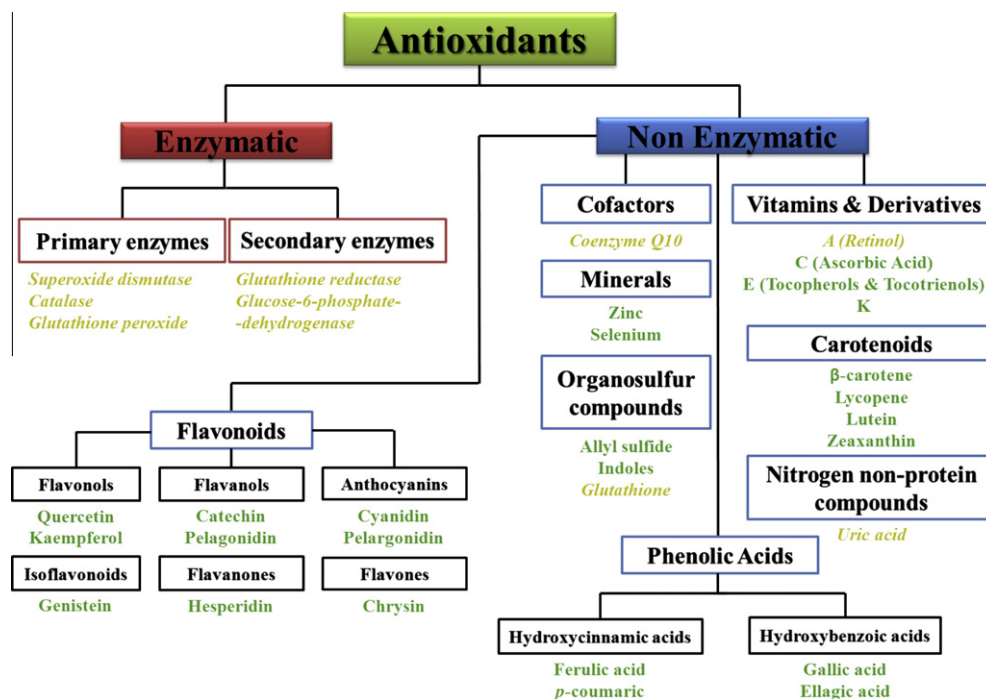 Antioxidants
Enzymatic
Non Enzymatic
Primary enzymes
Superoxide dismutase
Catalase
Glutathione peroxide
Secondary enzymes
Glutathione reductase
Glucose-6-phosphate-
-dehydrogenase
Cofactors
Coenzyme Q10
Minerals
Zinc
Selenium
Organosulfur
compounds
Allyl sulfide
Indoles
Glutathione
Vitamins & Derivatives
A (Retinol)
C (Ascorbic Acid)
E (Tocopherols & Tocotrienols)
K
Carotenoids
β-carotene
Lycopene
Lutein
Zeaxanthin
Nitrogen non-protein
compounds
Uric acid
Flavonoids
Flavonols
Quercetin
Kaempferol
Flavanols
Catechin
Pelagonidin
Anthocyanins
Cyanidin
Pelargonidin
Isoflavonoids
Genistein
Flavanones
Hesperidin
Flavones
Chrysin
Phenolic Acids
Hydroxycinnamic acids
Ferulic acid
p-coumaric
Hydroxybenzoic acids
Gallic acid
Ellagic acid